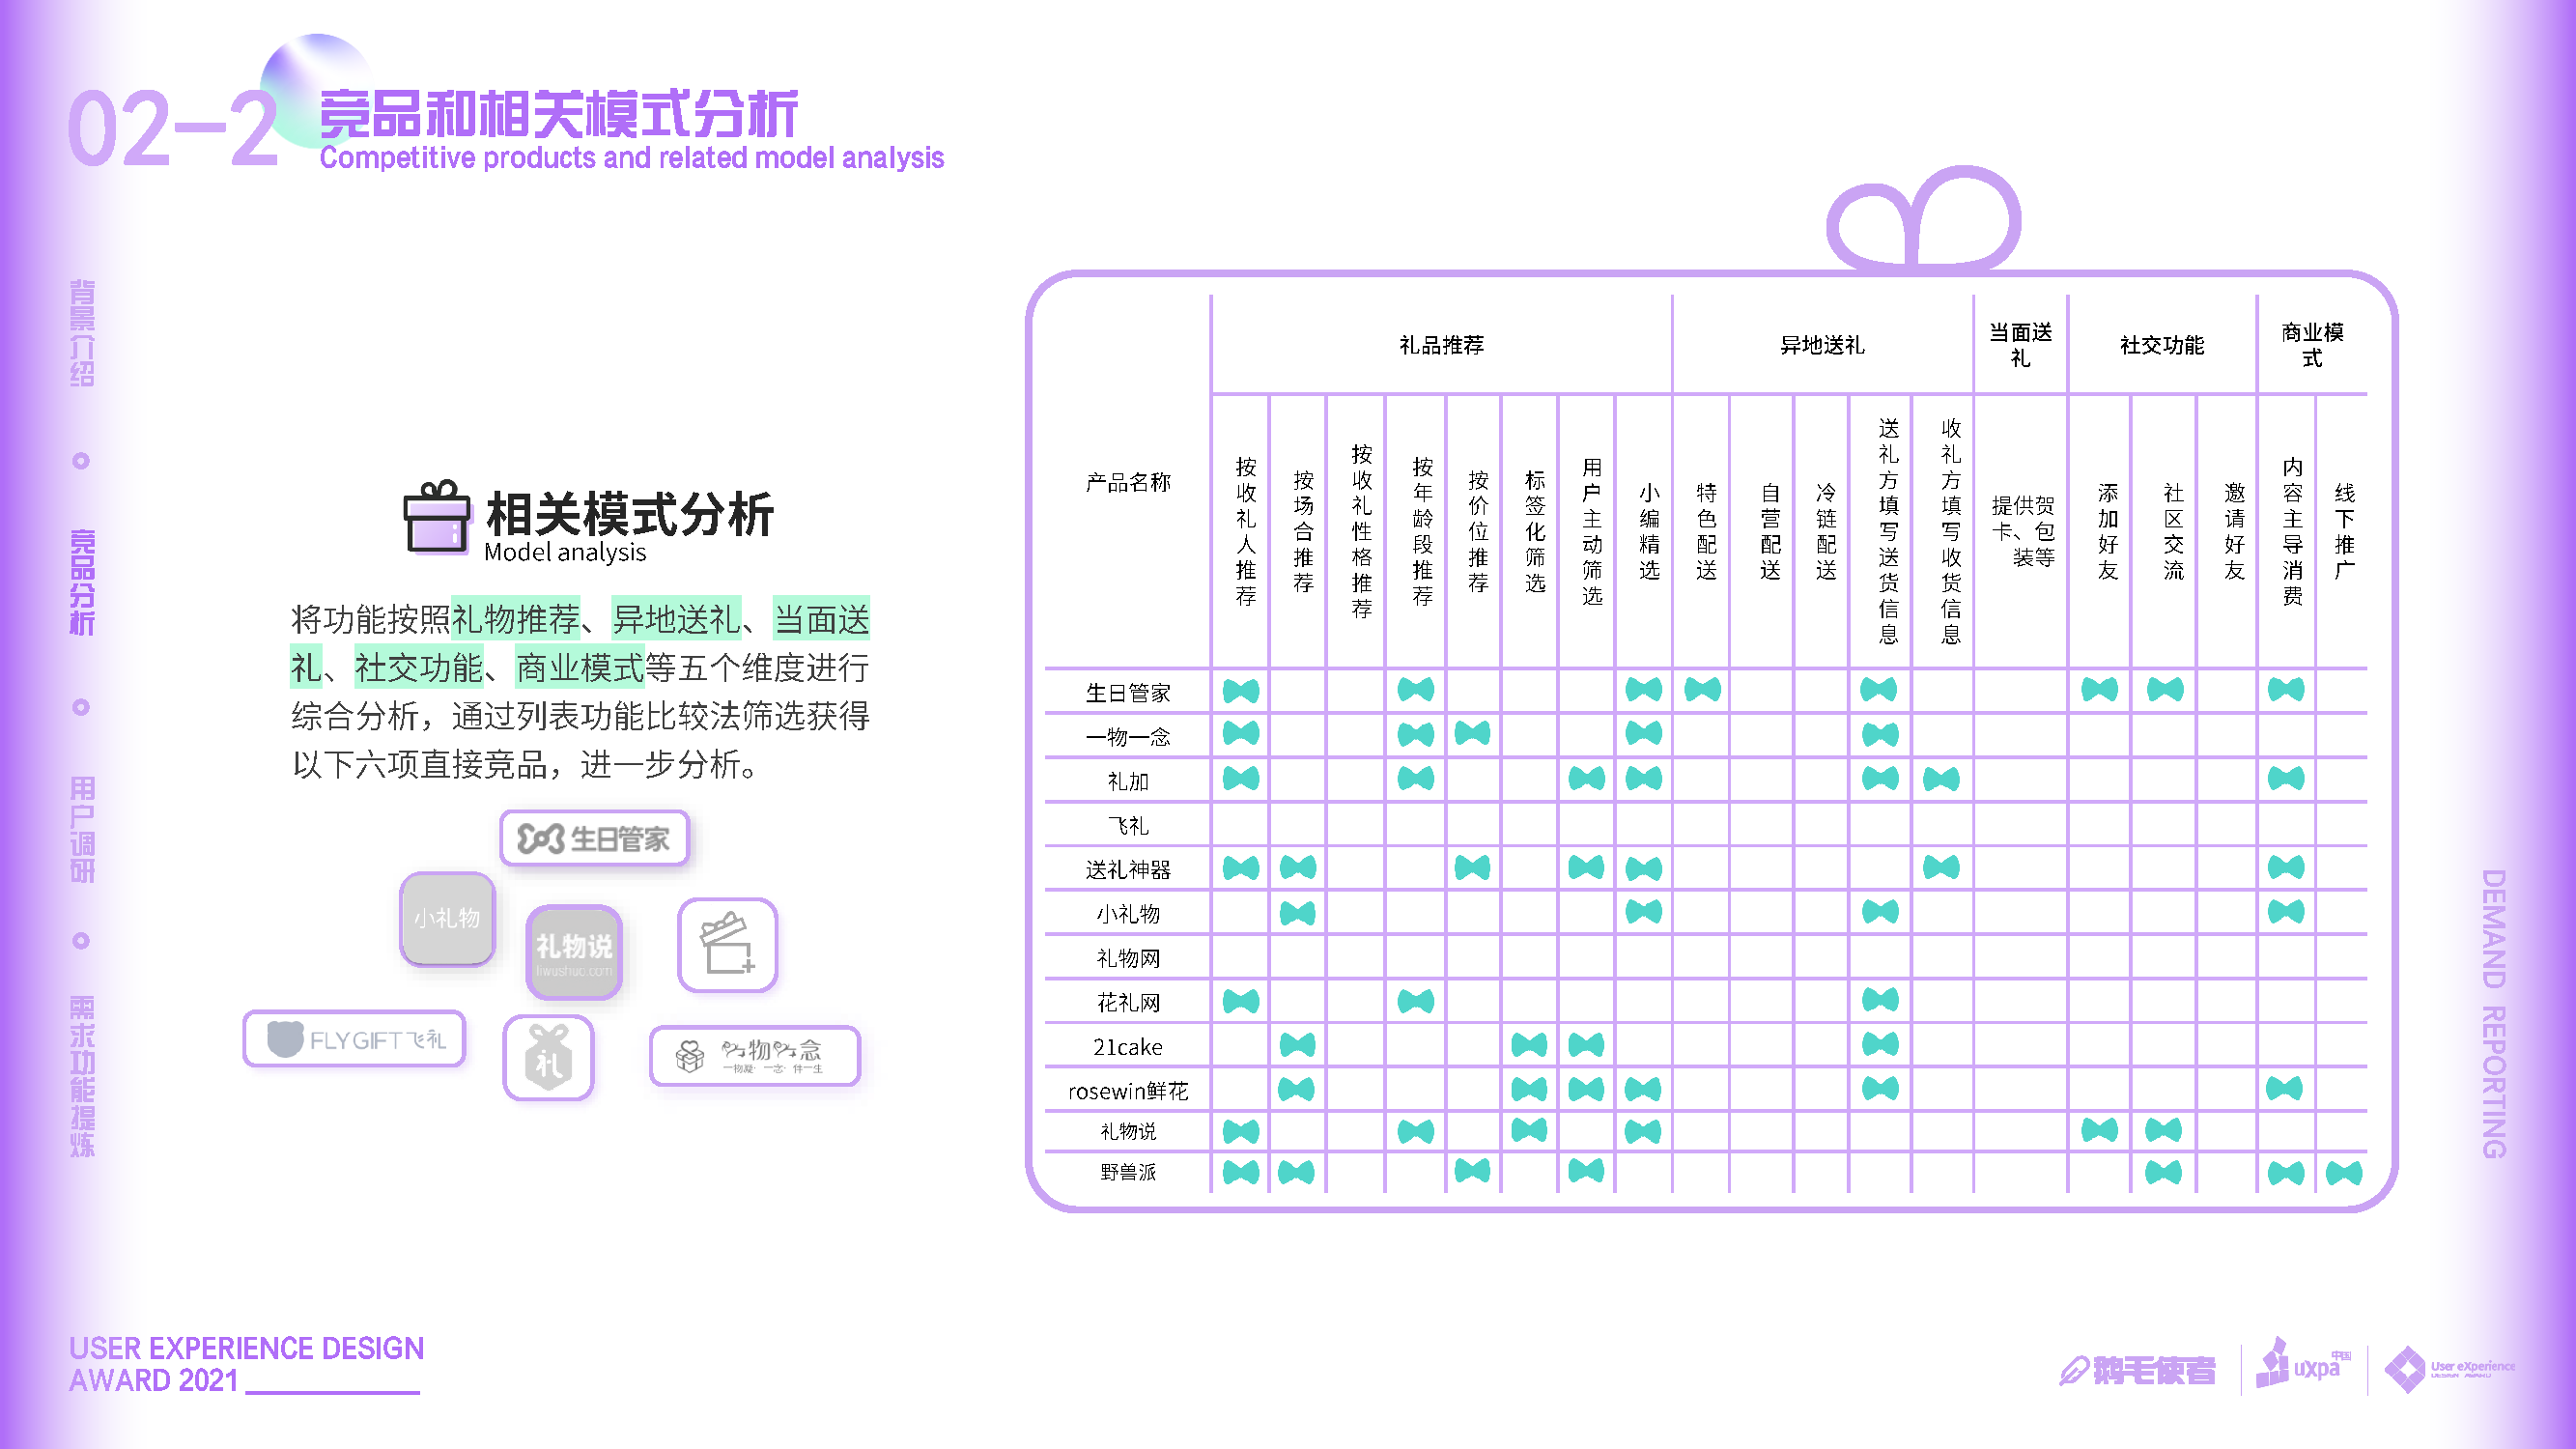 02-2
竞品和相关模式分析
Competitive products and related model analysis
背景介绍
竞品分析
用户调研
需求功能提炼
相关模式分析
Model analysis
将功能按照礼物推荐、异地送礼、当面送
礼、社交功能、商业模式等五个维度进行
综合分析，通过列表功能比较法筛选获得
以下六项直接竞品，进一步分析。
生日管家
小礼物
礼物说
liwushuo.com
FLYGIFT飞礼
礼
一物凝·一念·伴一生
产品名称
礼品推荐
异地送礼
当面送
礼
社交功能
商业模
式
按收礼人推荐
按场合推荐
按收礼性格推荐
按年龄段推荐
按价位推荐
标签化筛选
用户主动筛选
小编精选
特色配送
自营配送
冷链配送
送礼方填写送货信息
收礼方填写收货信息
提供贺
卡、包
装等
添加好友
社区交流
邀请好友
内容主导消费
线下推广
生日管家
一物一念
礼加
飞礼
送礼神器
小礼物
礼物网
花礼网
21cake
rosewin鲜花
礼物说
野兽派
DEMAND REPORTING
USER EXPERIENCE DESIGN
AWARD 2021
鹅毛使者
uxpa中国
User eXperience